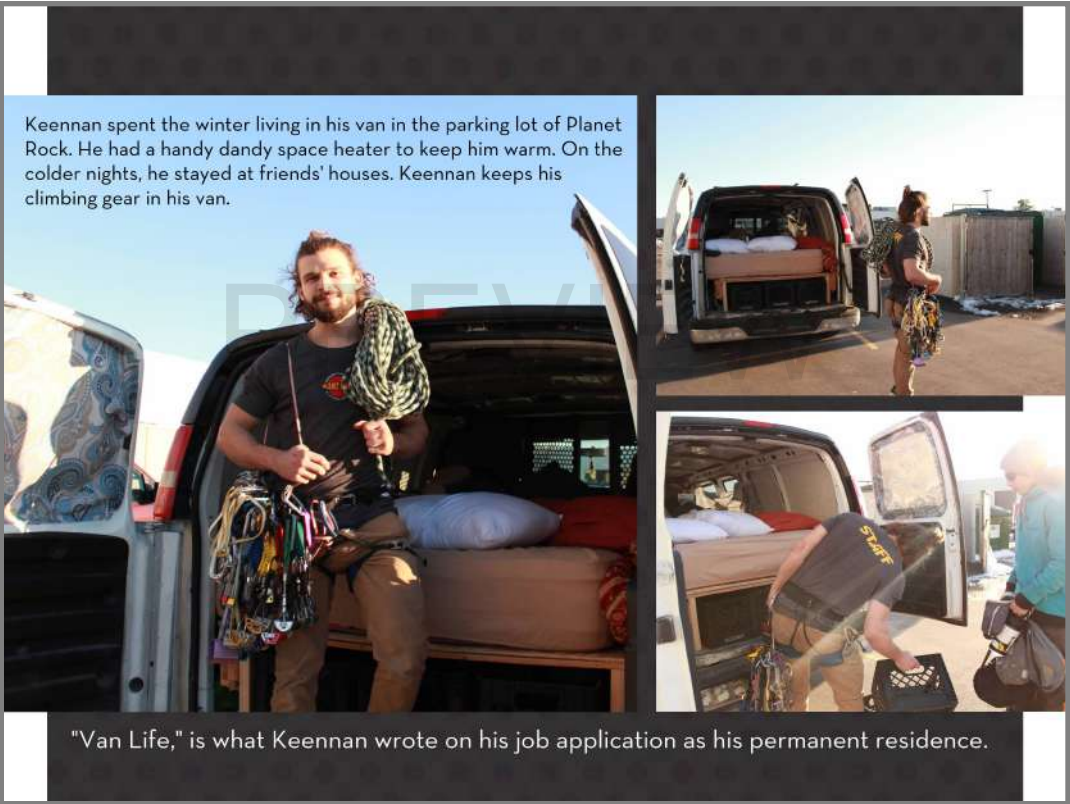 Keennan spent the winter living in his van in the parking lot of Planet
Rock. He had a handy dandy space heater to keep him warm. On the
colder nights, he stayed at friends' houses. Keennan keeps his
climbing gear in his van.
PREVIEW
STAFF
"Van Life," is what Keennan wrote on his job application as his permanent residence.